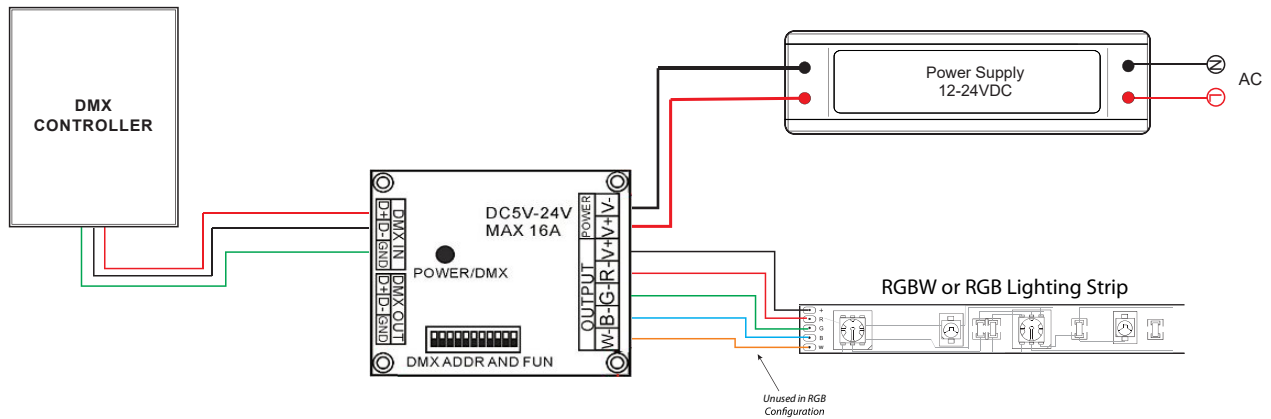 DMX
CONTROLLER
Power Supply
12-24VDC
N
L
AC
D+
D-
GND
DMX IN
D+
D-
GND
DMX OUT
DC5V-24V
MAX 16A
POWER/DMX
DMX ADDR AND FUN
POWER
V-
V+
OUTPUT
V+
R-
G-
B-
W-
RGBW or RGB Lighting Strip
+
R
G
B
W
Unused in RGB
Configuration